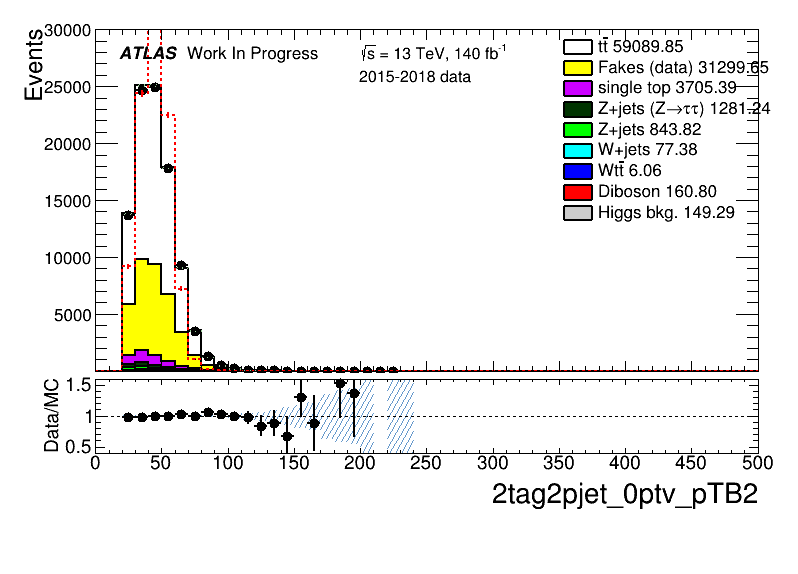 30000
Events
ATLAS Work In Progress
√s = 13 TeV, 140 fb⁻¹
2015-2018 data
tt̄ 59089.85
Fakes (data) 31299.65
single top 3705.39
Z+jets (Z→ττ) 1281.24
Z+jets 843.82
W+jets 77.38
Wtt̄ 6.06
Diboson 160.80
Higgs bkg. 149.29
25000
20000
15000
10000
5000
Data/MC
1.5
1
0.5
0 50 100 150 200 250 300 350 400 450 500
2tag2pjet_0ptv_pTB2